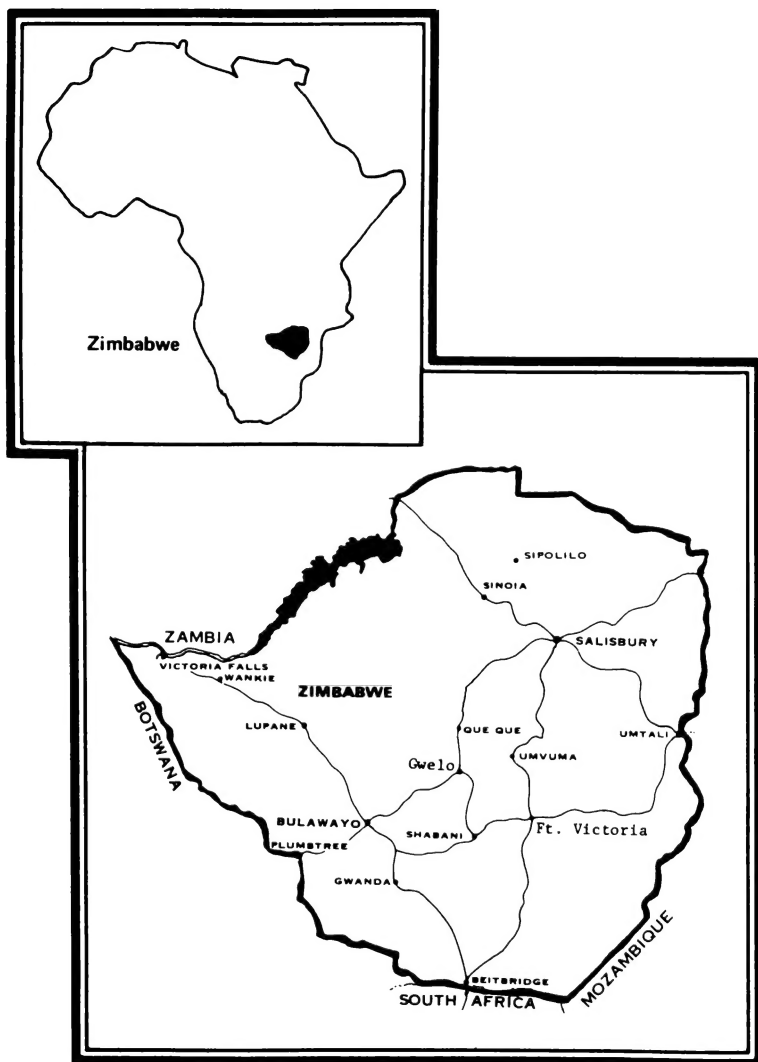 Zimbabwe
SIPOLILO
SINOIA
ZAMBIA
SALISBURY
VICTORIA FALLS
WANKIE
ZIMBABWE
BOTSWANA
LUPANE
QUE QUE
UMTALI
UMVUMA
Gwelo
BULAWAYO
SHABANI
Ft. Victoria
PLUMBTREE
GWANDA
MOZAMBIQUE
BEITBRIDGE
SOUTH AFRICA